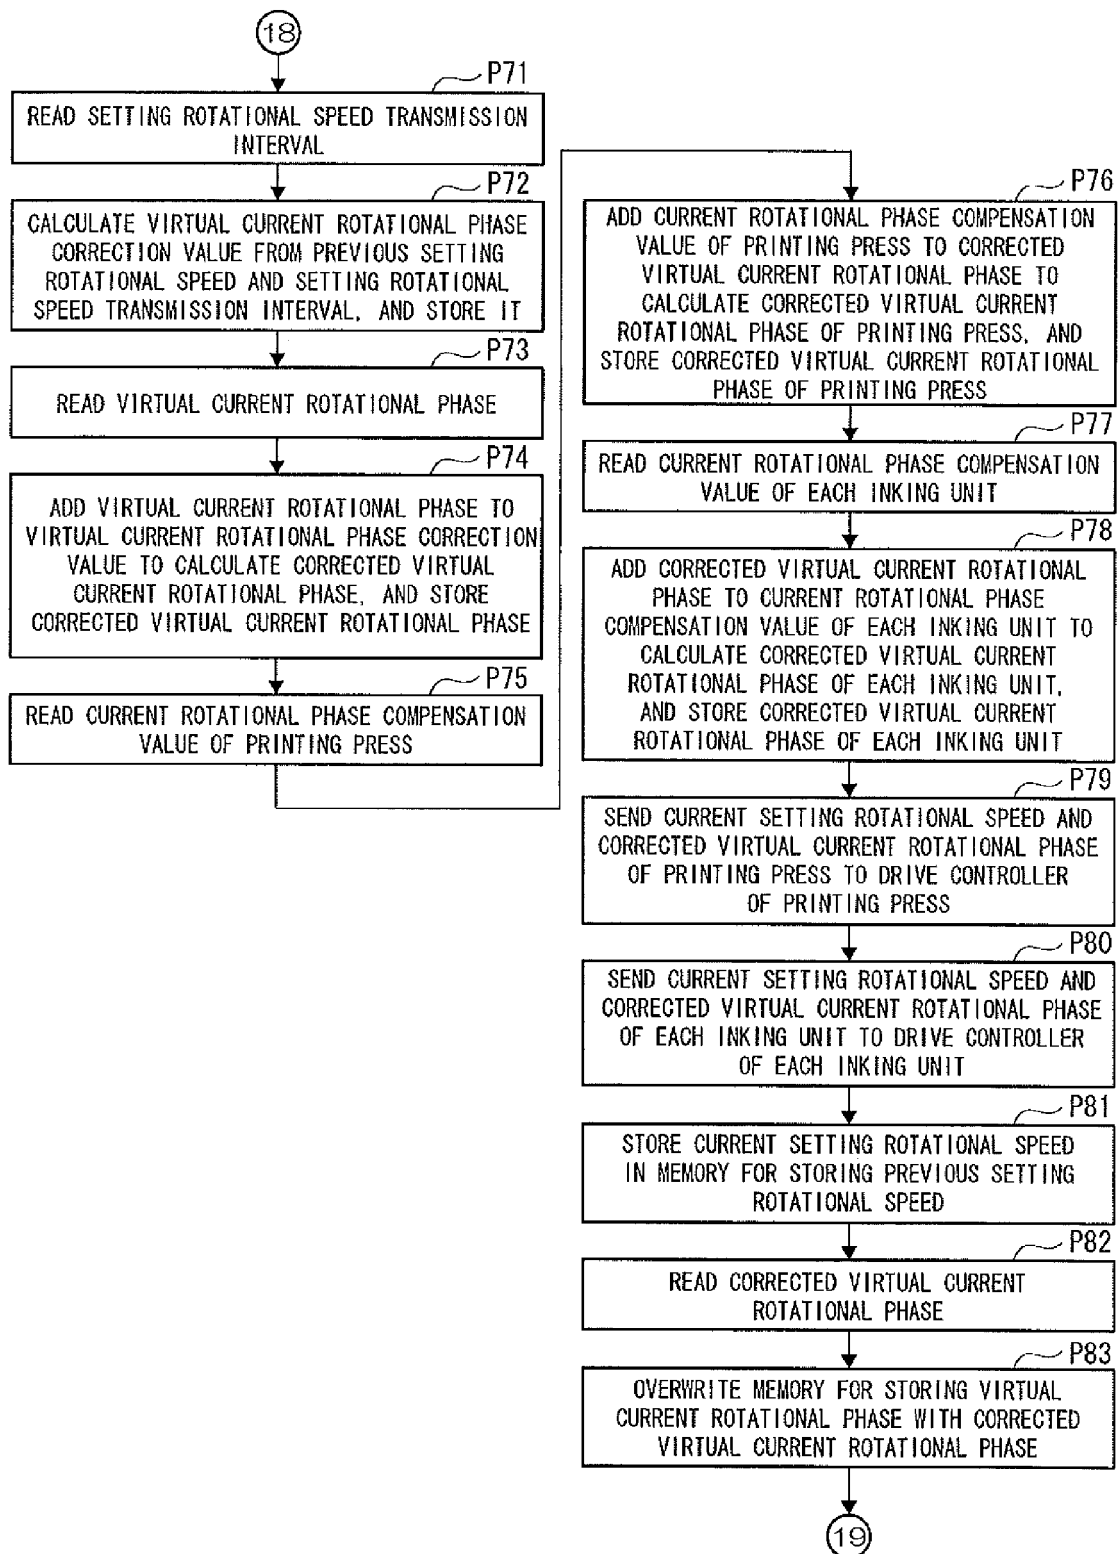 18
P71
READ SETTING ROTATIONAL SPEED TRANSMISSION
INTERVAL
P72
CALCULATE VIRTUAL CURRENT ROTATIONAL PHASE
CORRECTION VALUE FROM PREVIOUS SETTING
ROTATIONAL SPEED AND SETTING ROTATIONAL
SPEED TRANSMISSION INTERVAL, AND STORE IT
P73
READ VIRTUAL CURRENT ROTATIONAL PHASE
P74
ADD VIRTUAL CURRENT ROTATIONAL PHASE TO
VIRTUAL CURRENT ROTATIONAL PHASE CORRECTION
VALUE TO CALCULATE CORRECTED VIRTUAL
CURRENT ROTATIONAL PHASE, AND STORE
CORRECTED VIRTUAL CURRENT ROTATIONAL PHASE
P75
READ CURRENT ROTATIONAL PHASE COMPENSATION
VALUE OF PRINTING PRESS
P76
ADD CURRENT ROTATIONAL PHASE COMPENSATION
VALUE OF PRINTING PRESS TO CORRECTED
VIRTUAL CURRENT ROTATIONAL PHASE TO
CALCULATE CORRECTED VIRTUAL CURRENT
ROTATIONAL PHASE OF PRINTING PRESS, AND
STORE CORRECTED VIRTUAL CURRENT ROTATIONAL
PHASE OF PRINTING PRESS
P77
READ CURRENT ROTATIONAL PHASE COMPENSATION
VALUE OF EACH INKING UNIT
P78
ADD CORRECTED VIRTUAL CURRENT ROTATIONAL
PHASE TO CURRENT ROTATIONAL PHASE
COMPENSATION VALUE OF EACH INKING UNIT TO
CALCULATE CORRECTED VIRTUAL CURRENT
ROTATIONAL PHASE OF EACH INKING UNIT,
AND STORE CORRECTED VIRTUAL CURRENT
ROTATIONAL PHASE OF EACH INKING UNIT
P79
SEND CURRENT SETTING ROTATIONAL SPEED AND
CORRECTED VIRTUAL CURRENT ROTATIONAL PHASE
OF PRINTING PRESS TO DRIVE CONTROLLER
OF PRINTING PRESS
P80
SEND CURRENT SETTING ROTATIONAL SPEED AND
CORRECTED VIRTUAL CURRENT ROTATIONAL PHASE
OF EACH INKING UNIT TO DRIVE CONTROLLER
OF EACH INKING UNIT
P81
STORE CURRENT SETTING ROTATIONAL SPEED
IN MEMORY FOR STORING PREVIOUS SETTING
ROTATIONAL SPEED
P82
READ CORRECTED VIRTUAL CURRENT
ROTATIONAL PHASE
P83
OVERWRITE MEMORY FOR STORING VIRTUAL
CURRENT ROTATIONAL PHASE WITH CORRECTED
VIRTUAL CURRENT ROTATIONAL PHASE
19